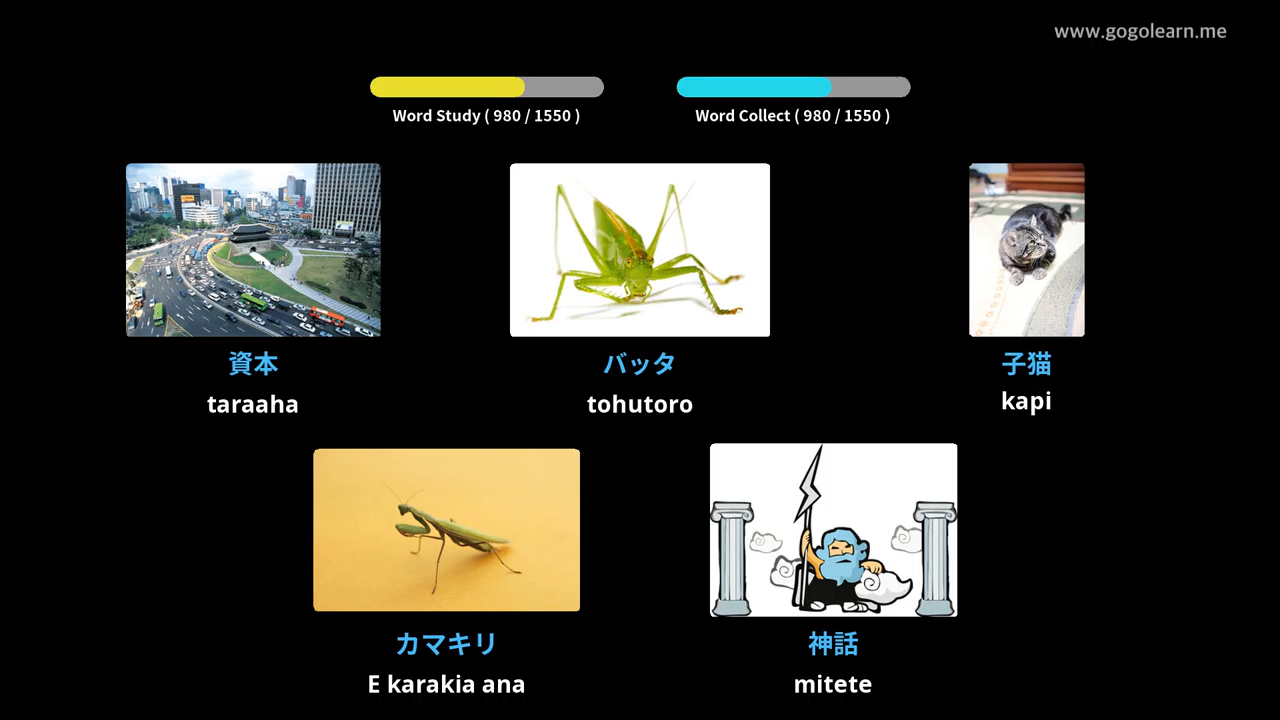 www.gogolearn.me
Word Study ( 980 / 1550 )
Word Collect ( 980 / 1550 )
資本
taraaha
バッタ
tohutoro
子猫
kapi
カマキリ
E karakia ana
神話
mitete